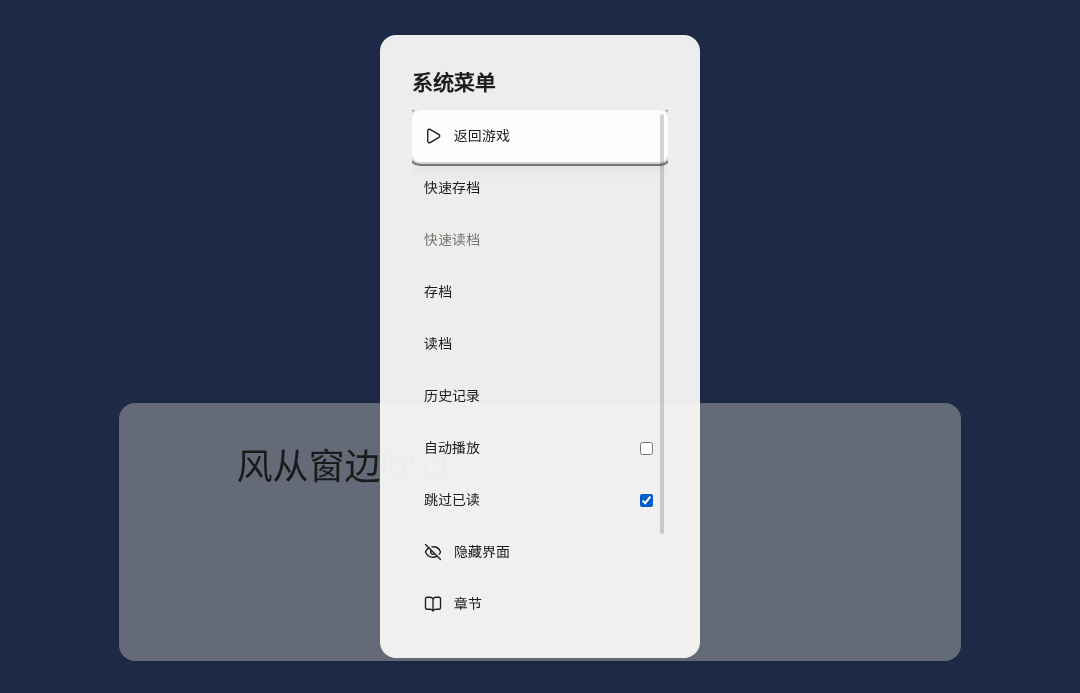 系统菜单
返回游戏
快速存档
快速读档
存档
读档
历史记录
自动播放
风从窗边吹过。
跳过已读
隐藏界面
章节